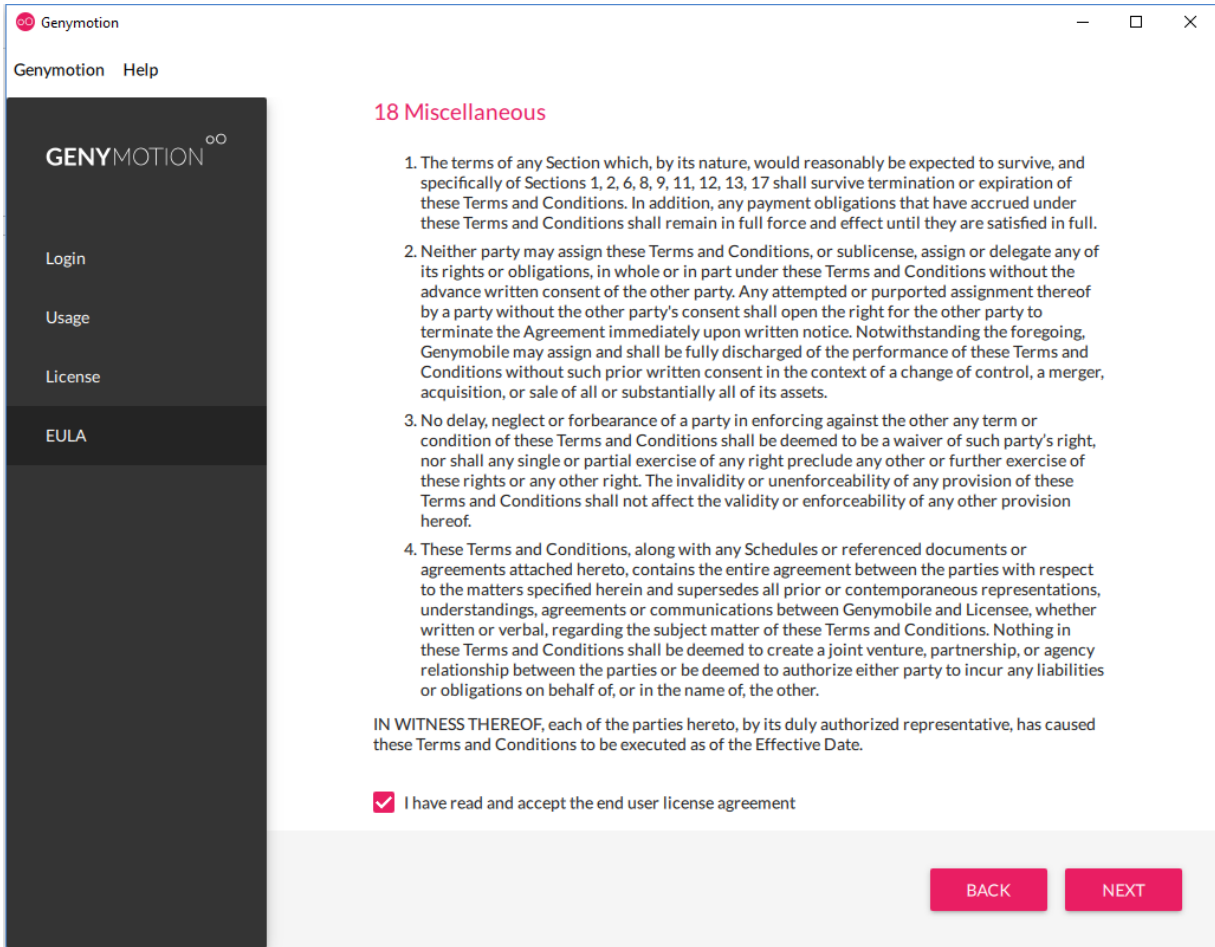 Genymotion
Genymotion Help
GENYMOTION
Login
Usage
License
EULA
18 Miscellaneous
1. The terms of any Section which, by its nature, would reasonably be expected to survive, and
specifically of Sections 1, 2, 6, 8, 9, 11, 12, 13, 17 shall survive termination or expiration of
these Terms and Conditions. In addition, any payment obligations that have accrued under
these Terms and Conditions shall remain in full force and effect until they are satisfied in full.
2. Neither party may assign these Terms and Conditions, or sublicense, assign or delegate any of
its rights or obligations, in whole or in part under these Terms and Conditions without the
advance written consent of the other party. Any attempted or purported assignment thereof
by a party without the other party's consent shall open the right for the other party to
terminate the Agreement immediately upon written notice. Notwithstanding the foregoing,
Genymobile may assign and shall be fully discharged of the performance of these Terms and
Conditions without such prior written consent in the context of a change of control, a merger,
acquisition, or sale of all or substantially all of its assets.
3. No delay, neglect or forbearance of a party in enforcing against the other any term or
condition of these Terms and Conditions shall be deemed to be a waiver of such party’s right,
nor shall any single or partial exercise of any right preclude any other or further exercise of
these rights or any other right. The invalidity or unenforceability of any provision of these
Terms and Conditions shall not affect the validity or enforceability of any other provision
hereof.
4. These Terms and Conditions, along with any Schedules or referenced documents or
agreements attached hereto, contains the entire agreement between the parties with respect
to the matters specified herein and supersedes all prior or contemporaneous representations,
understandings, agreements or communications between Genymobile and Licensee, whether
written or verbal, regarding the subject matter of these Terms and Conditions. Nothing in
these Terms and Conditions shall be deemed to create a joint venture, partnership, or agency
relationship between the parties or be deemed to authorize either party to incur any liabilities
or obligations on behalf of, or in the name of, the other.
IN WITNESS THEREOF, each of the parties hereto, by its duly authorized representative, has caused
these Terms and Conditions to be executed as of the Effective Date.
I have read and accept the end user license agreement
BACK NEXT